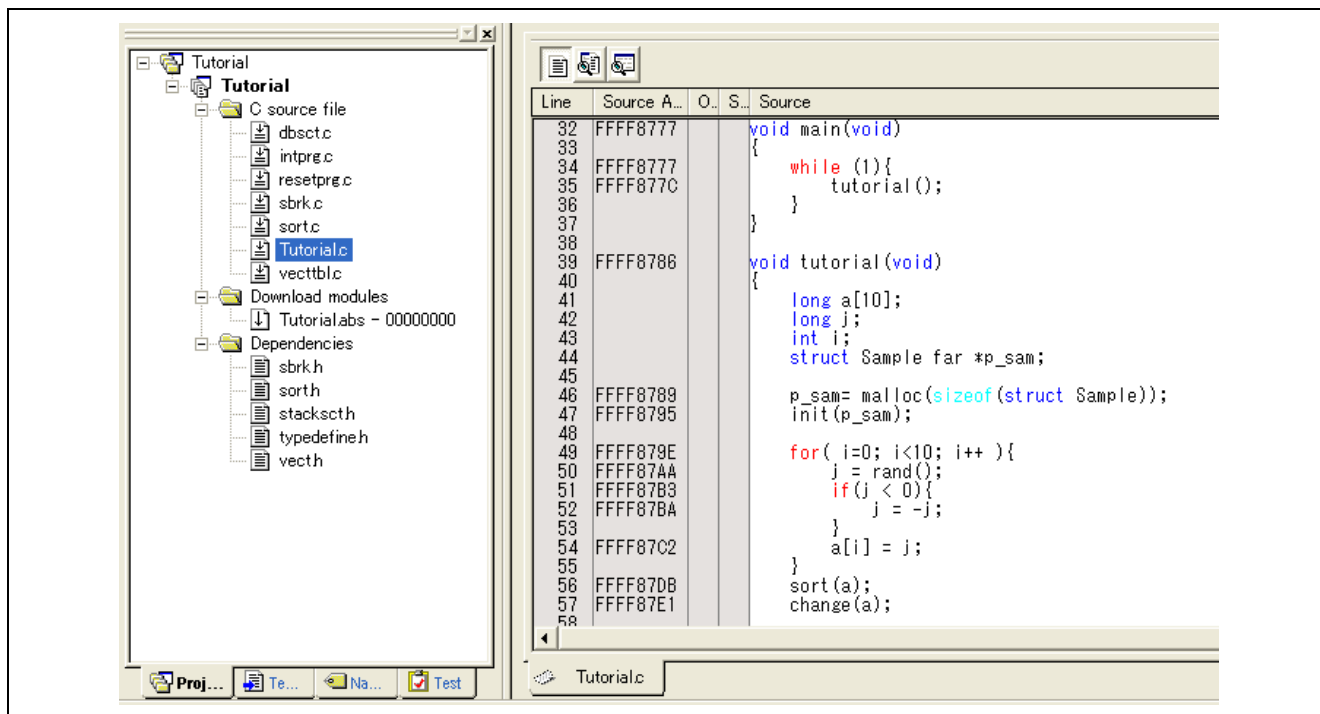 Tutorial
Tutorial
C source file
dbsct.c
intprg.c
resetprg.c
sbrk.c
sort.c
Tutorial.c
vecttbl.c
Download modules
Tutorial.abs - 00000000
Dependencies
sbrk.h
sort.h
stacksct.h
typedefine.h
vect.h
Proj... Te... Na... Test
Line Source A... O.. S.. Source
32 FFFF8777 void main(void)
33 {
34 FFFF8777 while (1){
35 FFFF877C tutorial();
36 }
37 }
38
39 FFFF8786 void tutorial(void)
40 {
41 long a[10];
42 long j;
43 int i;
44 struct Sample far *p_sam;
45
46 FFFF8789 p_sam= malloc(sizeof(struct Sample));
47 FFFF8795 init(p_sam);
48
49 FFFF879E for( i=0; i<10; i++ ){
50 FFFF87AA j = rand();
51 FFFF87B3 if(j < 0){
52 FFFF87BA j = -j;
53 }
54 FFFF87C2 a[i] = j;
55 }
56 FFFF87DB sort(a);
57 FFFF87E1 change(a);
58
Tutorial.c